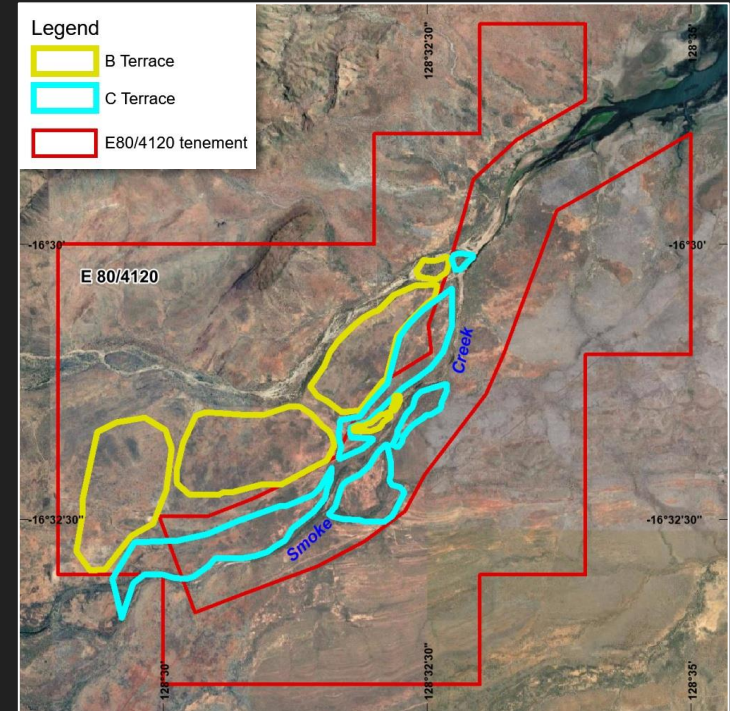 Legend
B Terrace
C Terrace
E80/4120 tenement
128°32'30"
128°35'
-16°30'
-16°30'
E 80/4120
Creek
-16°32'30"
-16°32'30"
Smoke
128°30'
128°32'30"
128°35'